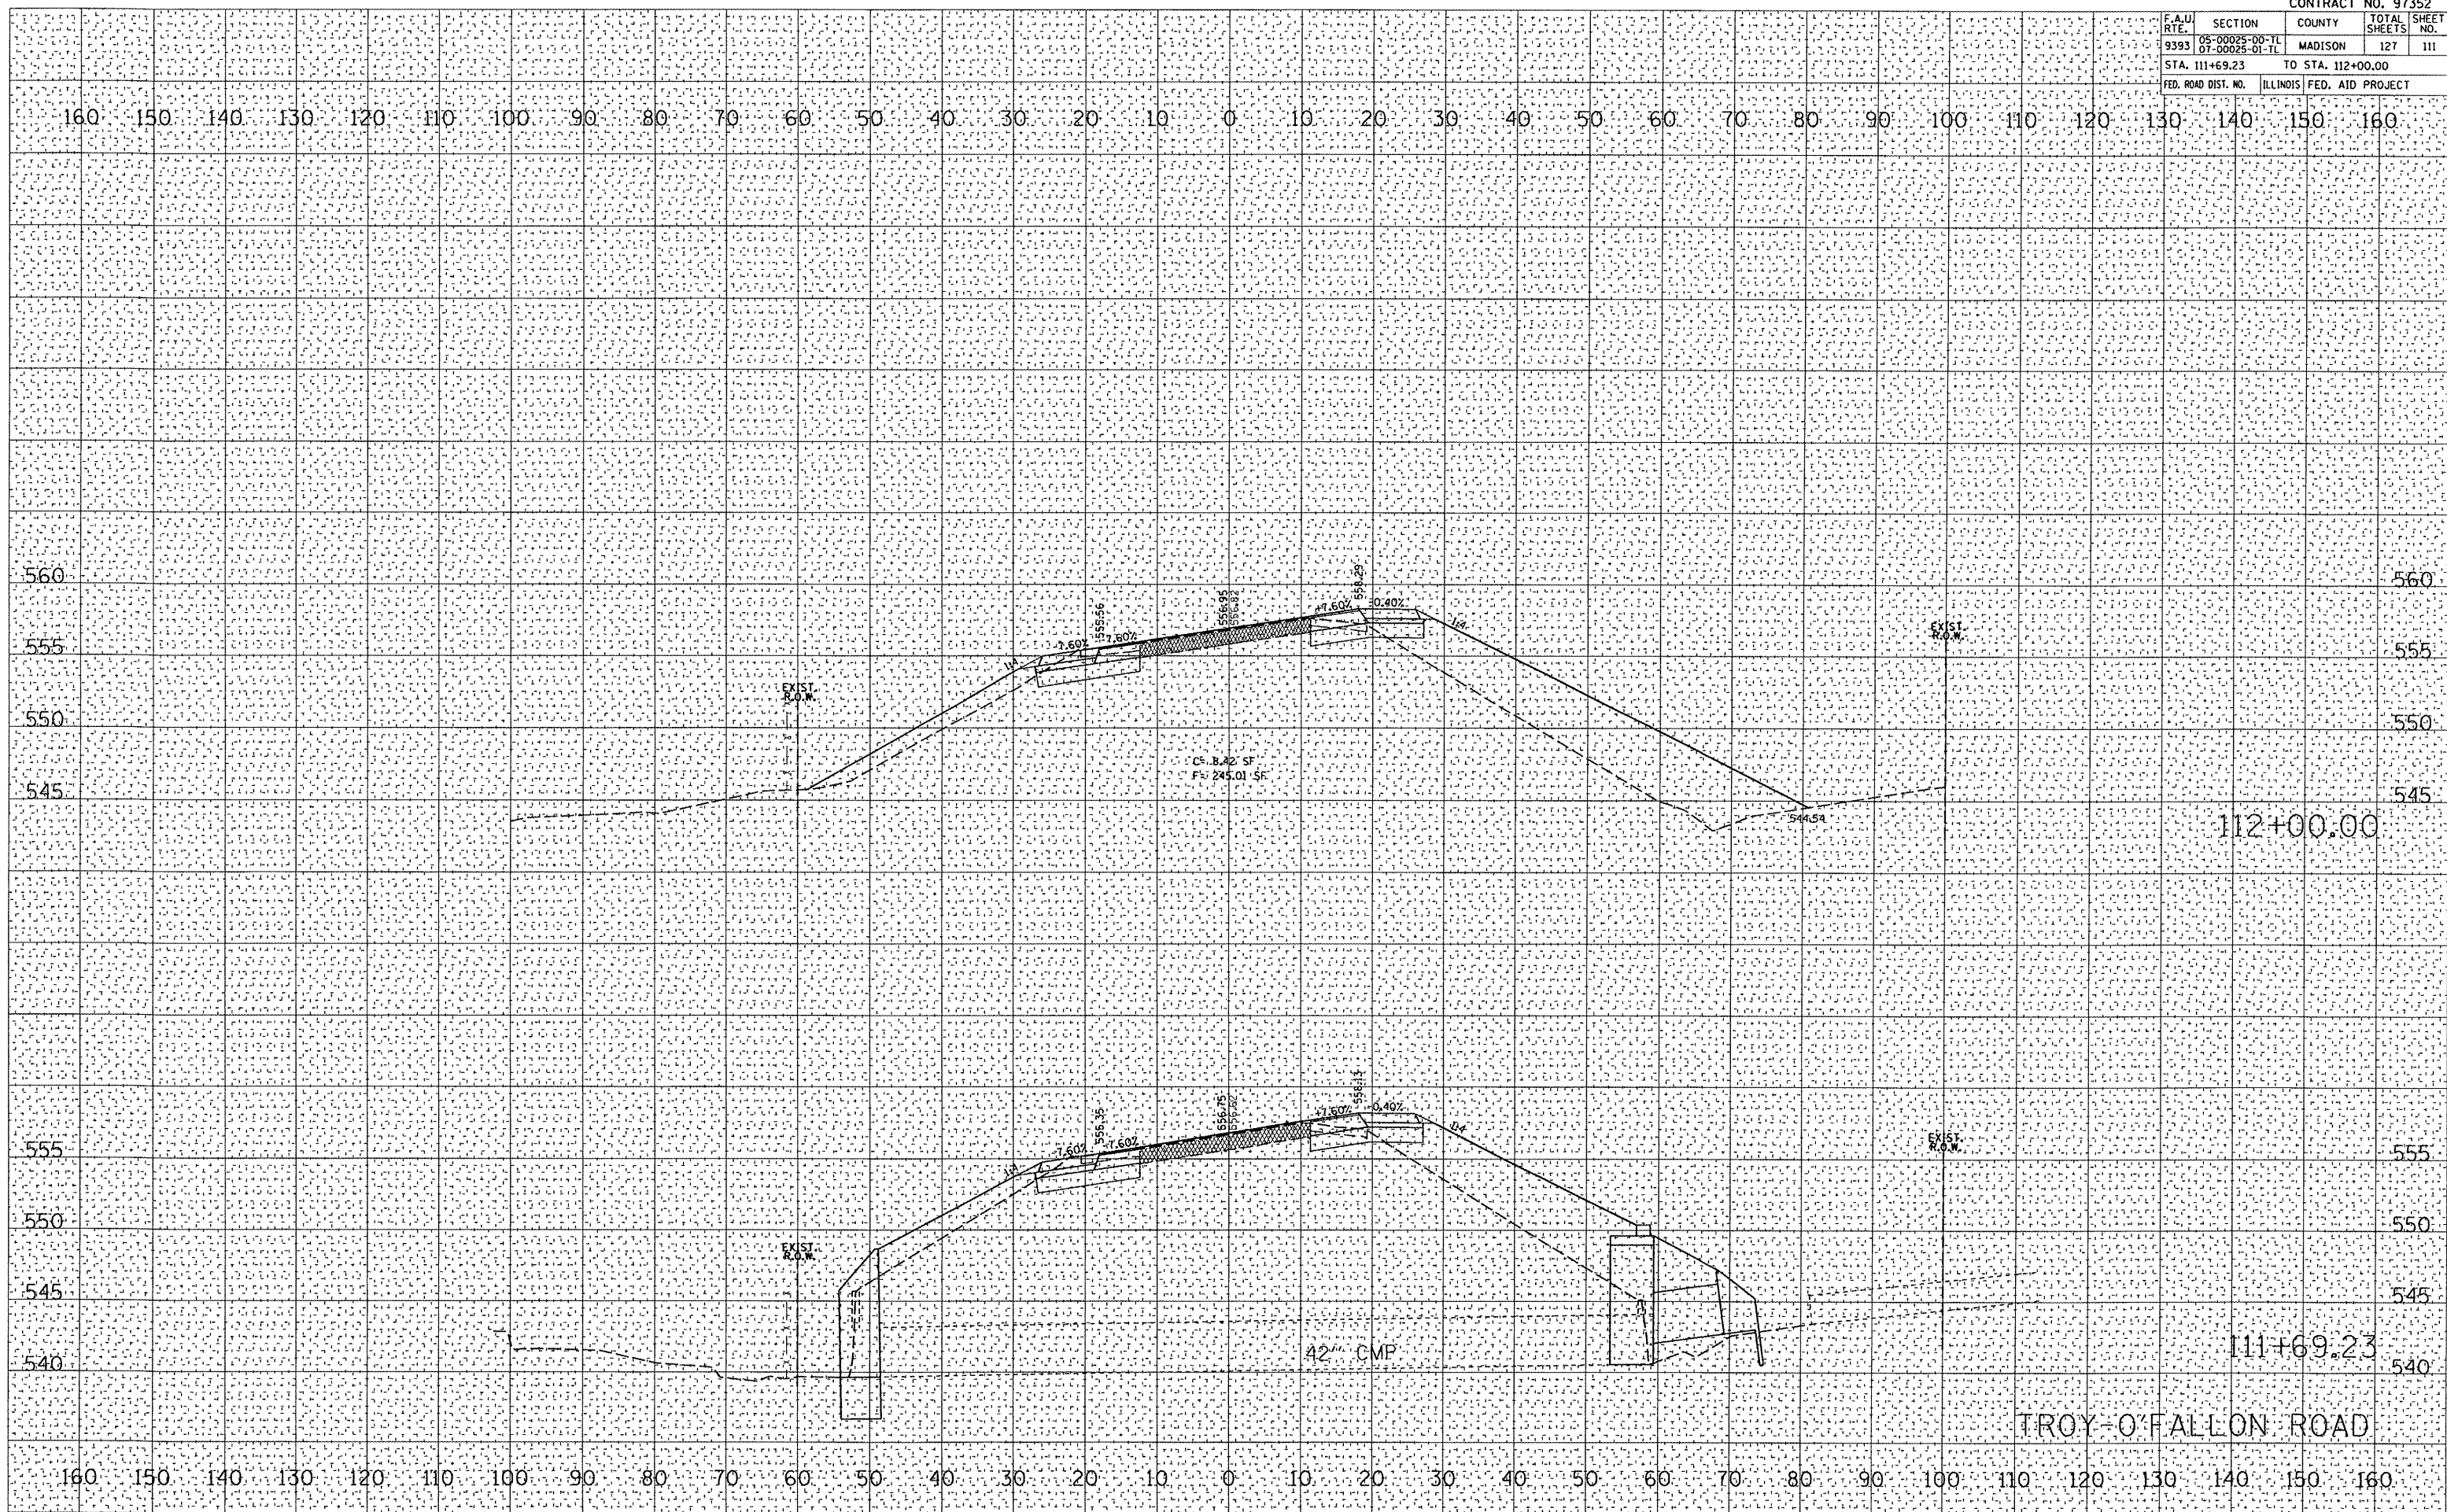 CONTRACT NO. 97352
F.A.U. RTE. SECTION COUNTY TOTAL SHEETS SHEET NO.
9393 05-00025-00-TL 07-00025-01-TL MADISON 127 111
STA. 111+69.23 TO STA. 112+00.00
FED. ROAD DIST. NO. ILLINOIS FED. AID PROJECT
160 150 140 130 120 110 100 90 80 70 60 50 40 30 20 10 0 10 20 30 40 50 60 70 80 90 100 110 120 130 140 150 160
560 560
558.29
556.95
556.82
555.56
-7.60% -7.60% +7.60% -0.40%
1:4 1:4
EXIST. R.O.W.
555 555
EXIST. R.O.W.
550 550
C= 8.42 SF
F= 245.01 SF
545 545
544.54
112+00.00
558.13
556.75
556.62
556.35
-7.60% -7.60% +7.60% -0.40%
1:4 1:4
EXIST. R.O.W.
555 555
550 550
EXIST. R.O.W.
545 545
42"' CMP
111+69.23
540 540
TROY-O'FALLON ROAD
160 150 140 130 120 110 100 90 80 70 60 50 40 30 20 10 0 10 20 30 40 50 60 70 80 90 100 110 120 130 140 150 160